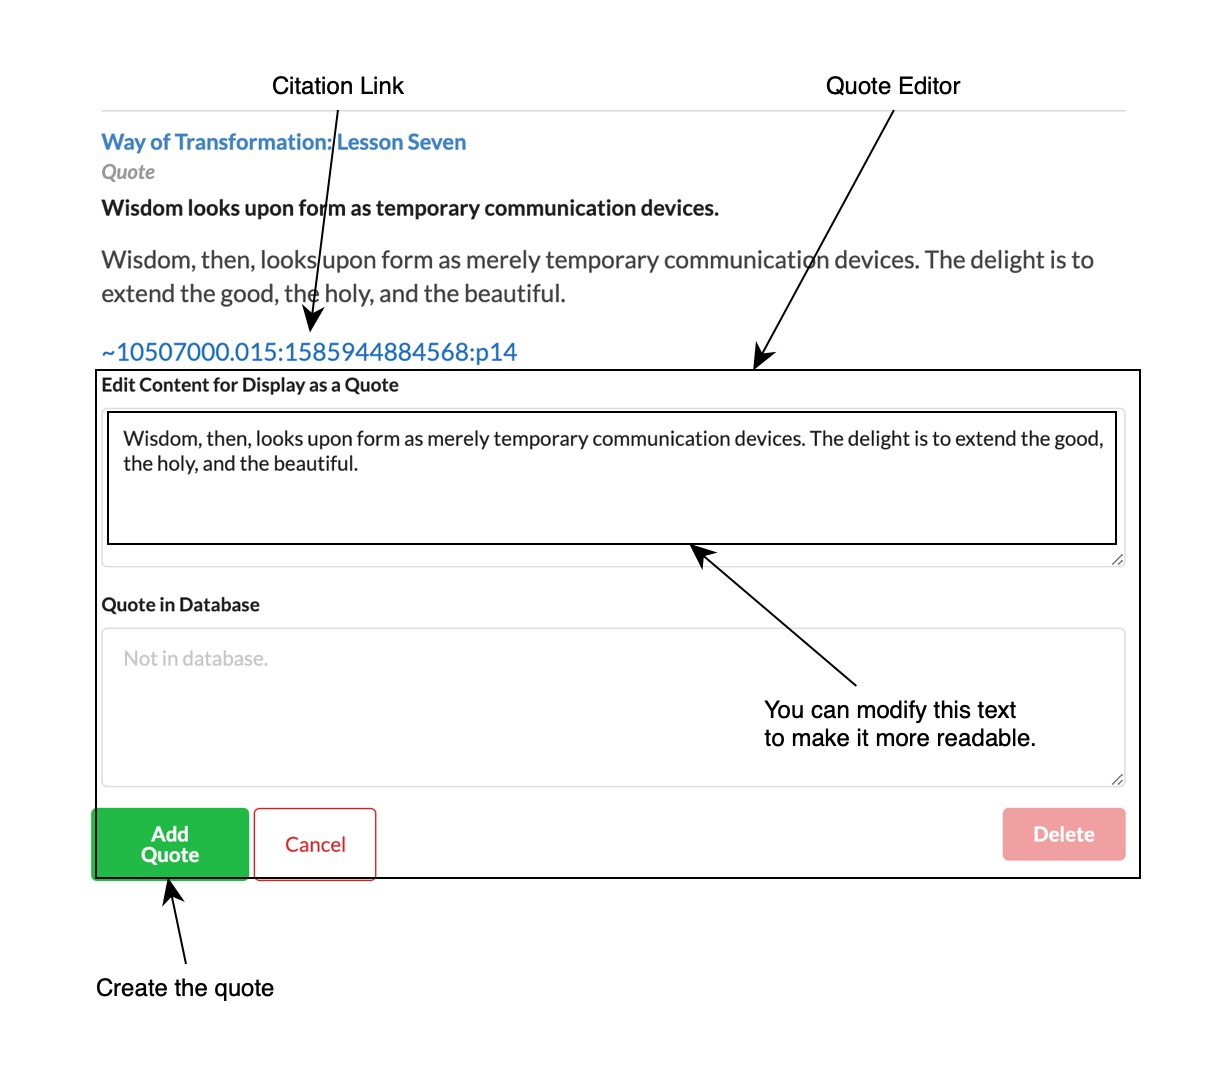 Citation Link
Quote Editor
Way of Transformation: Lesson Seven
Quote
Wisdom looks upon form as temporary communication devices.
Wisdom, then, looks upon form as merely temporary communication devices. The delight is to
extend the good, the holy, and the beautiful.
~10507000.015:1585944884568:p14
Edit Content for Display as a Quote
Wisdom, then, looks upon form as merely temporary communication devices. The delight is to extend the good,
the holy, and the beautiful.
Quote in Database
Not in database.
You can modify this text
to make it more readable.
Add
Quote
Cancel
Delete
Create the quote